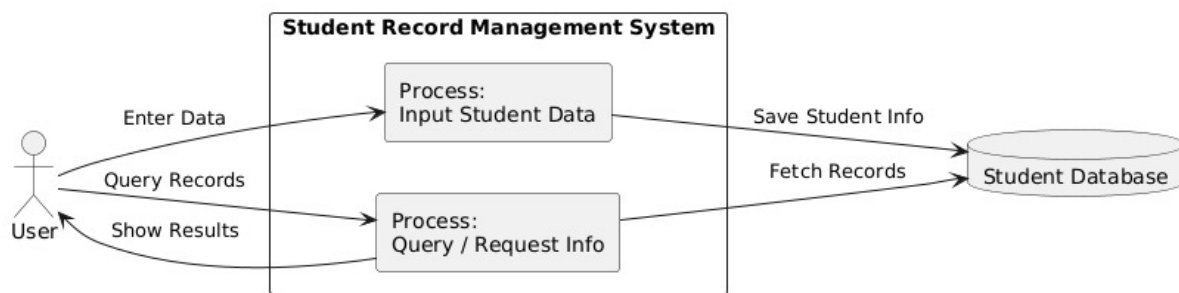 Student Record Management System
Process:
Input Student Data
Enter Data
Save Student Info
Query Records
Fetch Records
Student Database
Process:
Query / Request Info
Show Results
User